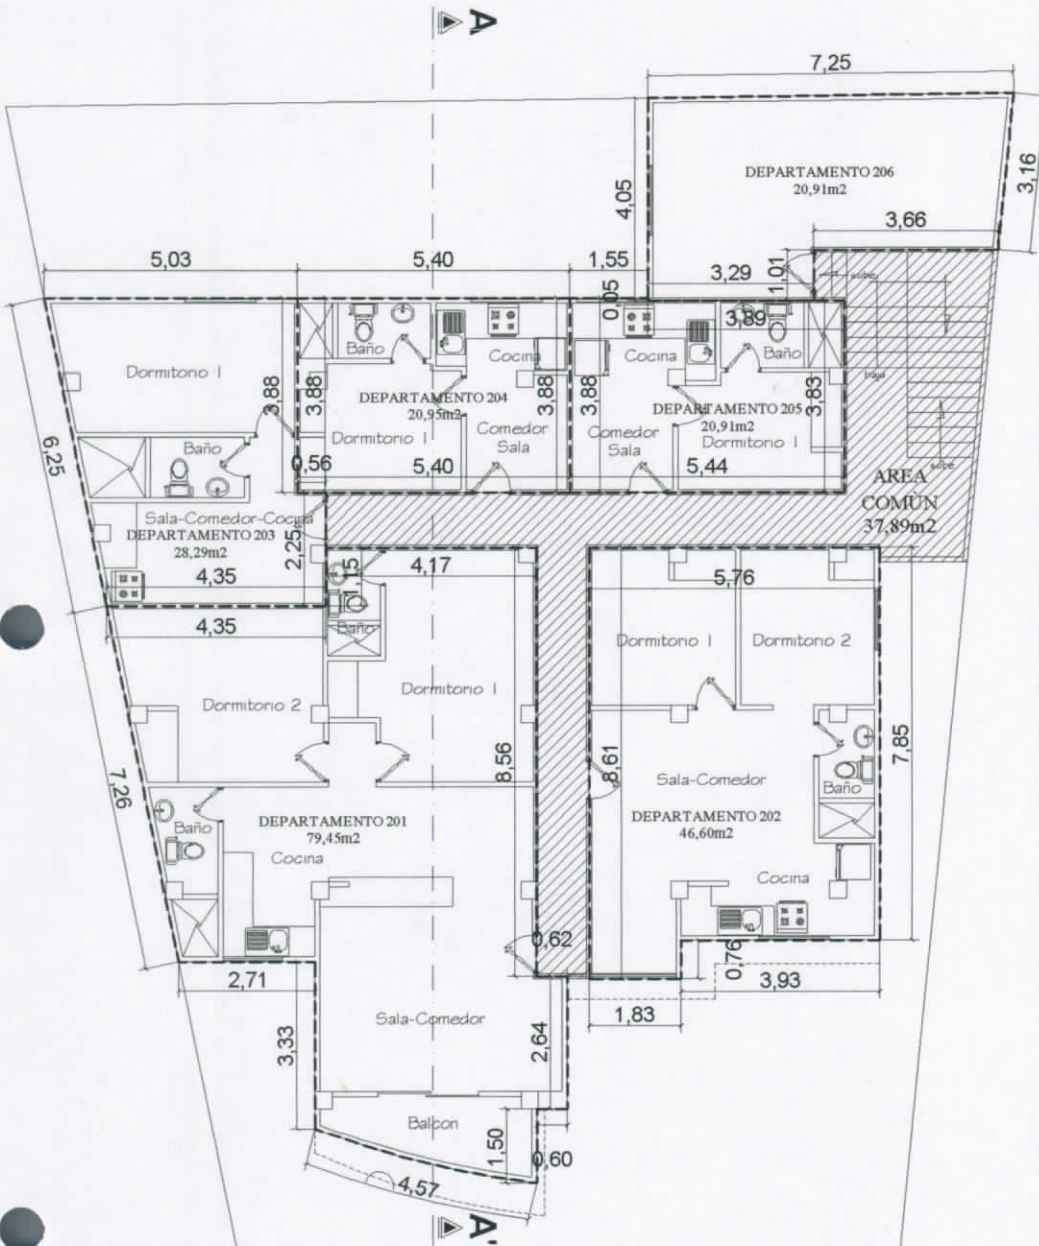 A
7,25
DEPARTAMENTO 206
20,91m2
3,16
4,05
3,66
5,03
5,40
1,55
3,29
1,01
0,05
3,89
sube
Baño
Cocina
Cocina
Baño
Dormitorio 1
3,88
3,88
DEPARTAMENTO 204
20,95m2
3,88
3,88
DEPARTAMENTO 205
20,91m2
3,83
baja
Dormitorio 1
Comedor
Sala
Comedor
Sala
Dormitorio 1
6,25
Baño
0,56
5,40
5,44
sube
AREA
COMÚN
37,89m2
Sala-Comedor-Cocina
DEPARTAMENTO 203
28,29m2
2,25
4,35
1,15
4,17
5,76
4,35
Baño
Dormitorio 1
Dormitorio 2
Dormitorio 2
Dormitorio 1
7,26
8,56
8,61
7,85
Sala-Comedor
Baño
DEPARTAMENTO 201
79,45m2
Baño
Cocina
DEPARTAMENTO 202
46,60m2
Cocina
0,62
0,76
2,71
3,93
1,83
Sala-Comedor
3,33
2,64
Balcon
1,50
0,60
4,57
A'